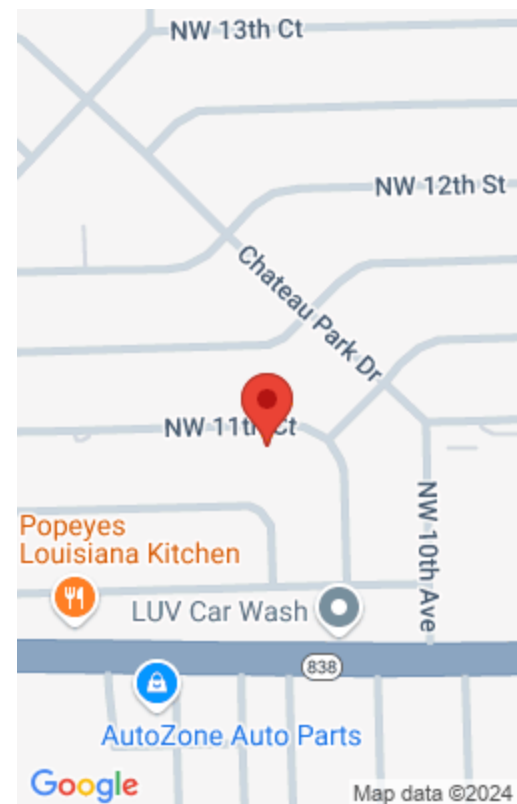 NW 13th Ct
NW 12th St
Chateau Park Dr
NW 11th Ct
NW 10th Ave
Popeyes
Louisiana Kitchen
LUV Car Wash
838
AutoZone Auto Parts
Google
Map data ©2024